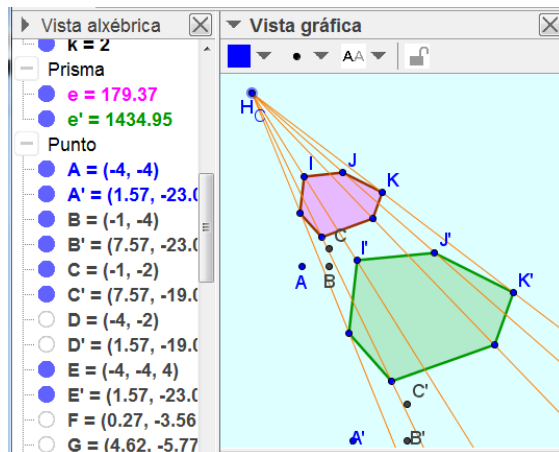 Vista alxébrica
k = 2
Prisma
e = 179.37
e' = 1434.95
Punto
A = (-4, -4)
A' = (1.57, -23.0
B = (-1, -4)
B' = (7.57, -23.0
C = (-1, -2)
C' = (7.57, -19.0
D = (-4, -2)
D' = (1.57, -19.0
E = (-4, -4, 4)
E' = (1.57, -23.0
F = (0.27, -3.56
G = (4.62, -5.77
Vista gráfica
AA
H
O
I
J
K
C
A
B
I'
J'
K'
C'
A'
B'